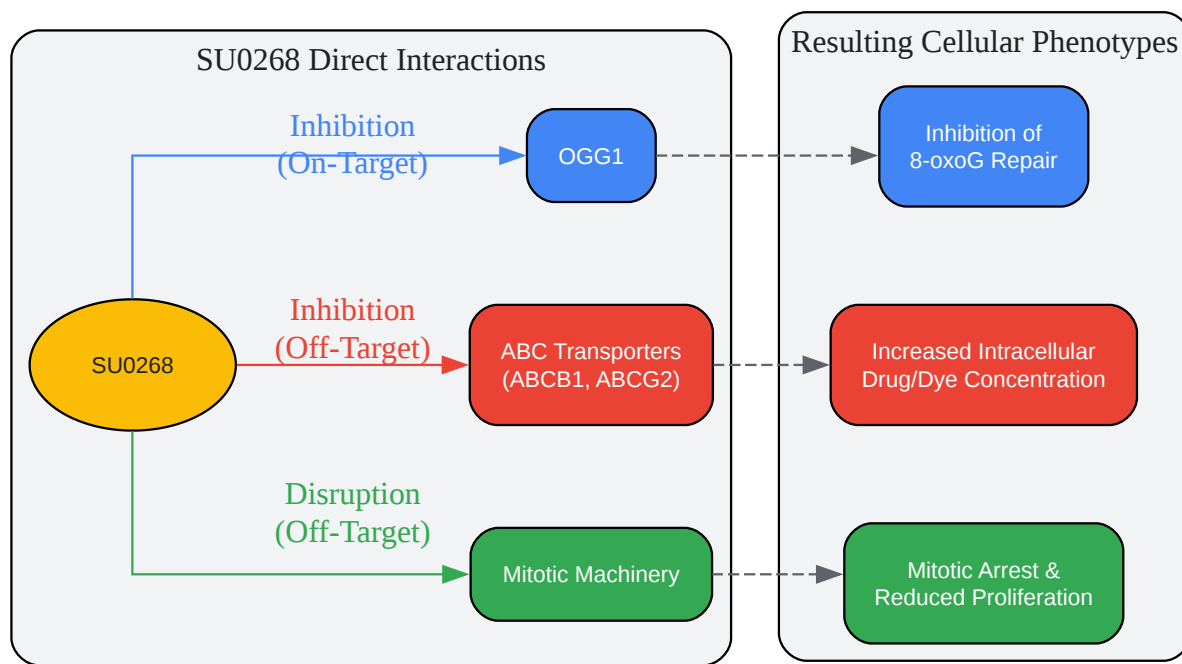 SU0268 Direct Interactions
Resulting Cellular Phenotypes
Inhibition
(On-Target)
OGG1
Inhibition of
8-oxoG Repair
SU0268
Inhibition
(Off-Target)
ABC Transporters
(ABCB1, ABCG2)
Increased Intracellular
Drug/Dye Concentration
Disruption
(Off-Target)
Mitotic Machinery
Mitotic Arrest &
Reduced Proliferation